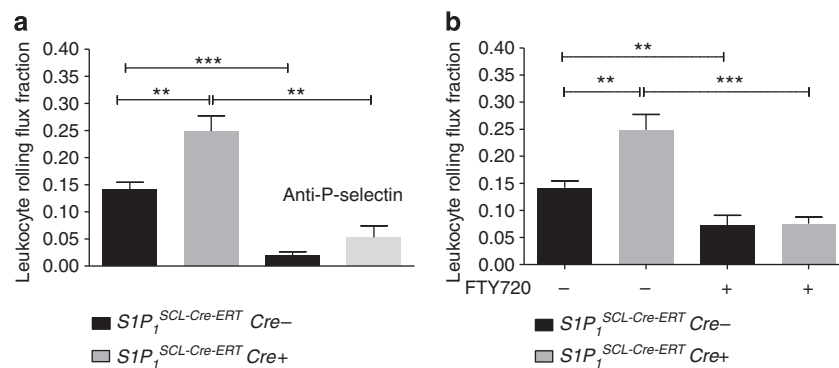 a
Leukocyte rolling flux fraction
0.40
0.35
0.30
0.25
0.20
0.15
0.10
0.05
0.00
***
**
**
Anti-P-selectin
S1P1SCL-Cre-ERT Cre–
S1P1SCL-Cre-ERT Cre+
b
Leukocyte rolling flux fraction
0.40
0.35
0.30
0.25
0.20
0.15
0.10
0.05
0.00
**
**
***
FTY720 – – + +
S1P1SCL-Cre-ERT Cre–
S1P1SCL-Cre-ERT Cre+